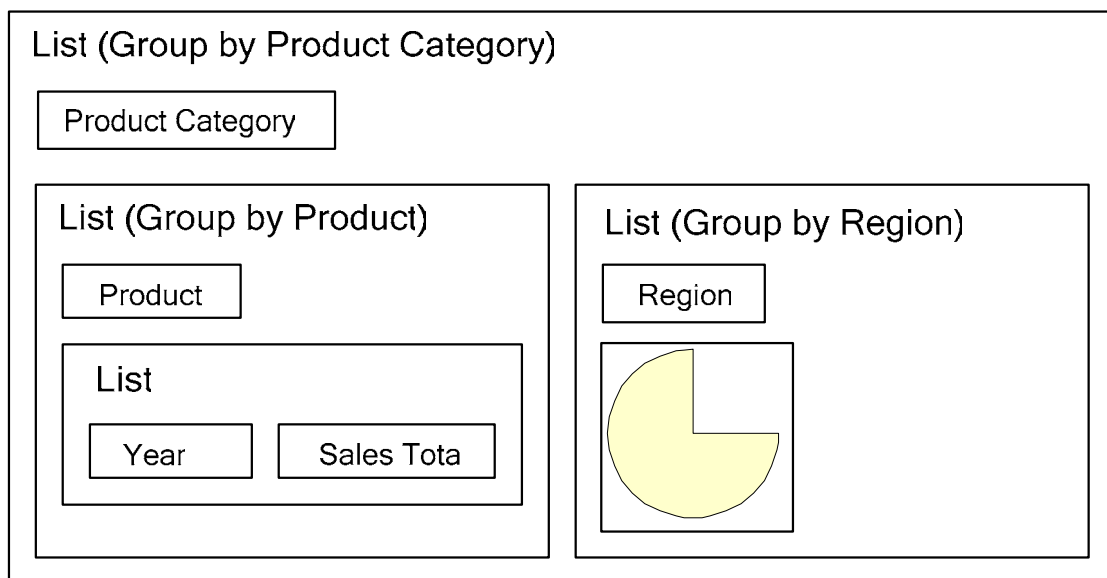 List (Group by Product Category)
Product Category
List (Group by Product)
Product
List
Year
Sales Tota
List (Group by Region)
Region